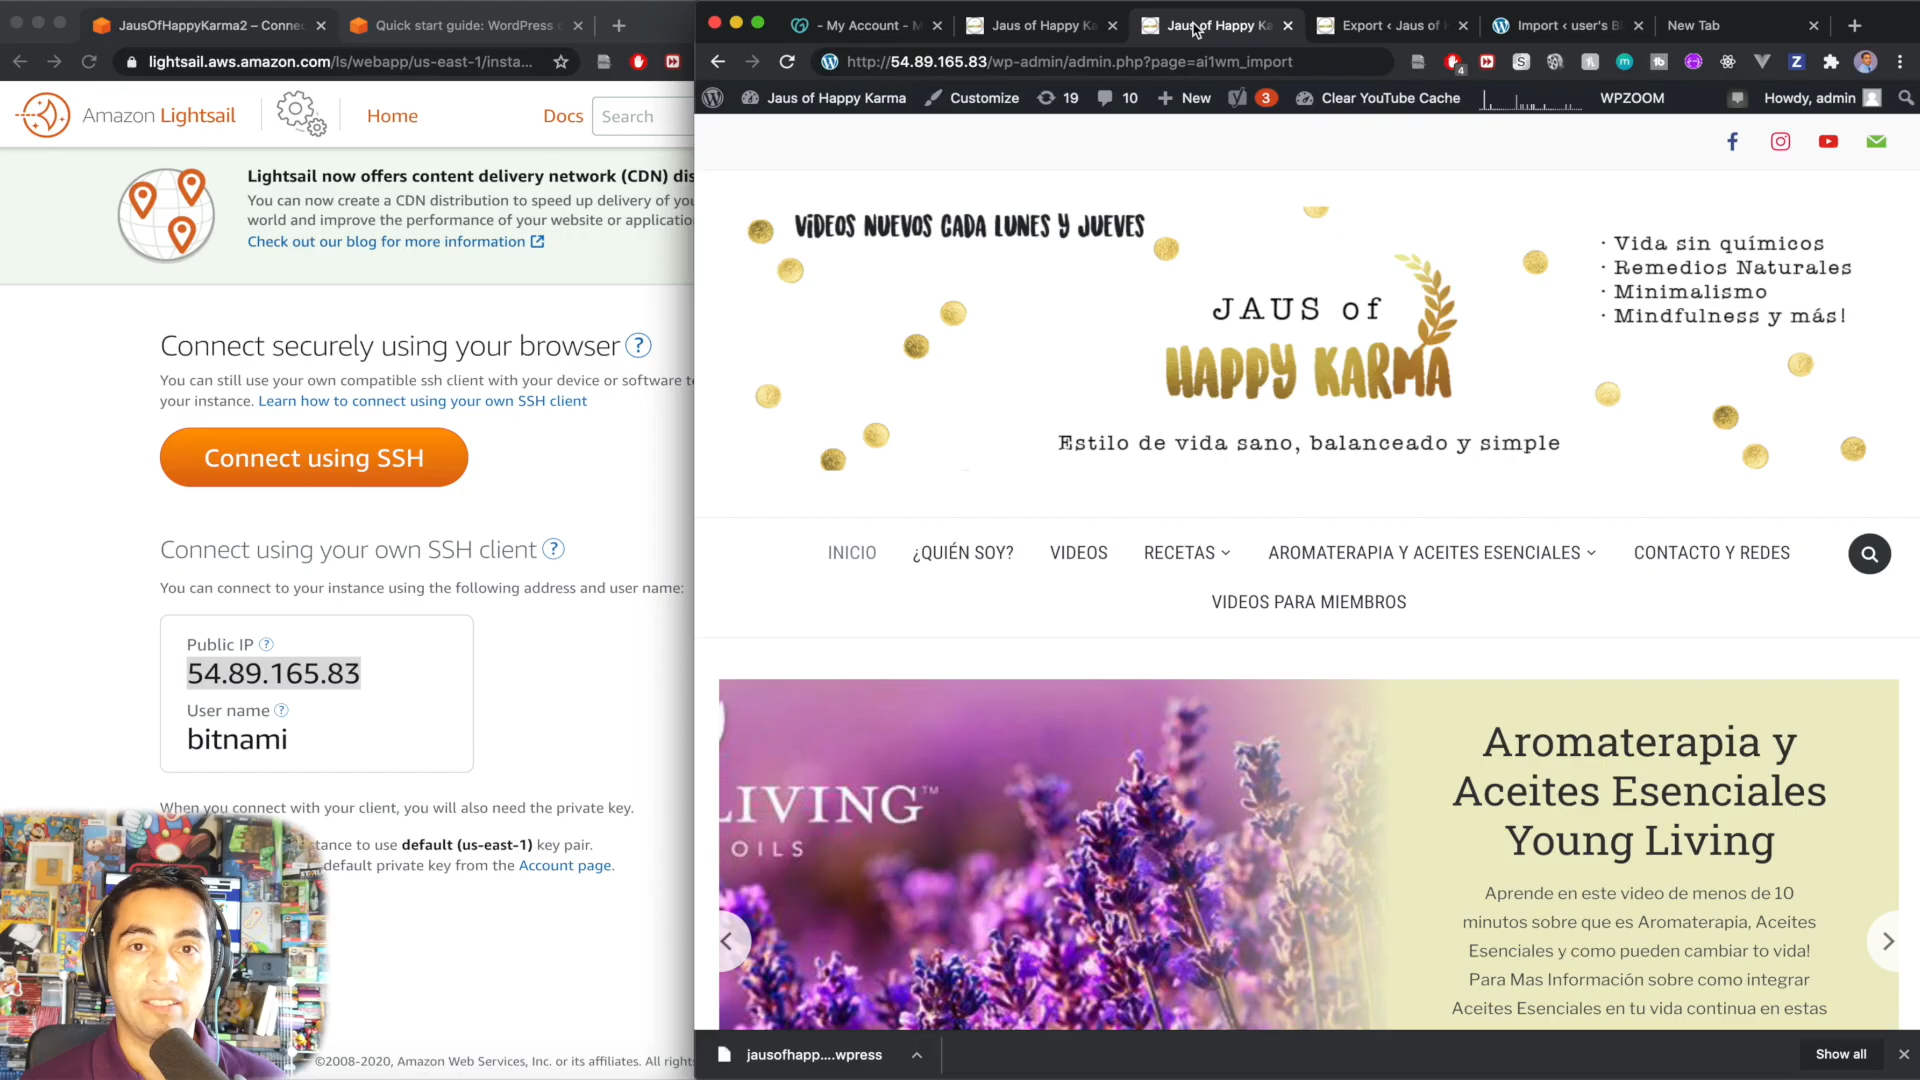 JausOfHappyKarma2 – Connec
Quick start guide: WordPress o
lightsail.aws.amazon.com/ls/webapp/us-east-1/insta...
Amazon Lightsail
Home
Docs
Search
Lightsail now offers content delivery network (CDN) dis
You can now create a CDN distribution to speed up delivery of you
world and improve the performance of your website or applicatio
Check out our blog for more information
Connect securely using your browser ?
You can still use your own compatible ssh client with your device or software to
your instance. Learn how to connect using your own SSH client
Connect using SSH
Connect using your own SSH client ?
You can connect to your instance using the following address and user name:
Public IP ?
54.89.165.83
User name ?
bitnami
When you connect with your client, you will also need the private key.
tance to use default (us-east-1) key pair.
default private key from the Account page.
©2008-2020, Amazon Web Services, Inc. or its affiliates. All right
- My Account - M
Jaus of Happy Ka
Jaus of Happy Ka
Export ‹ Jaus of H
Import ‹ user's Bl
New Tab
http://54.89.165.83/wp-admin/admin.php?page=ai1wm_import
4
Jaus of Happy Karma
Customize
19
10
New
3
Clear YouTube Cache
WPZOOM
Howdy, admin
VIDEOS NUEVOS CADA LUNES Y JUEVES
· Vida sin químicos
· Remedios Naturales
· Minimalismo
· Mindfulness y más!
JAUS of
HAPPY KARMA
Estilo de vida sano, balanceado y simple
INICIO
¿QUIÉN SOY?
VIDEOS
RECETAS
AROMATERAPIA Y ACEITES ESENCIALES
CONTACTO Y REDES
VIDEOS PARA MIEMBROS
LIVING™
OILS
Aromaterapia y
Aceites Esenciales
Young Living
Aprende en este video de menos de 10
minutos sobre que es Aromaterapia, Aceites
Esenciales y como pueden cambiar tu vida!
Para Mas Información sobre como integrar
Aceites Esenciales en tu vida continua en estas
jausofhapp....wpress
Show all